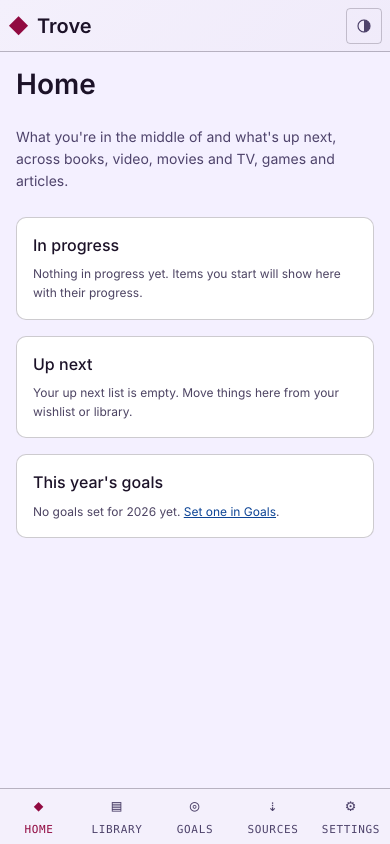 Trove
Home
What you're in the middle of and what's up next,
across books, video, movies and TV, games and
articles.
In progress
Nothing in progress yet. Items you start will show here
with their progress.
Up next
Your up next list is empty. Move things here from your
wishlist or library.
This year's goals
No goals set for 2026 yet. Set one in Goals.
HOME LIBRARY GOALS SOURCES SETTINGS